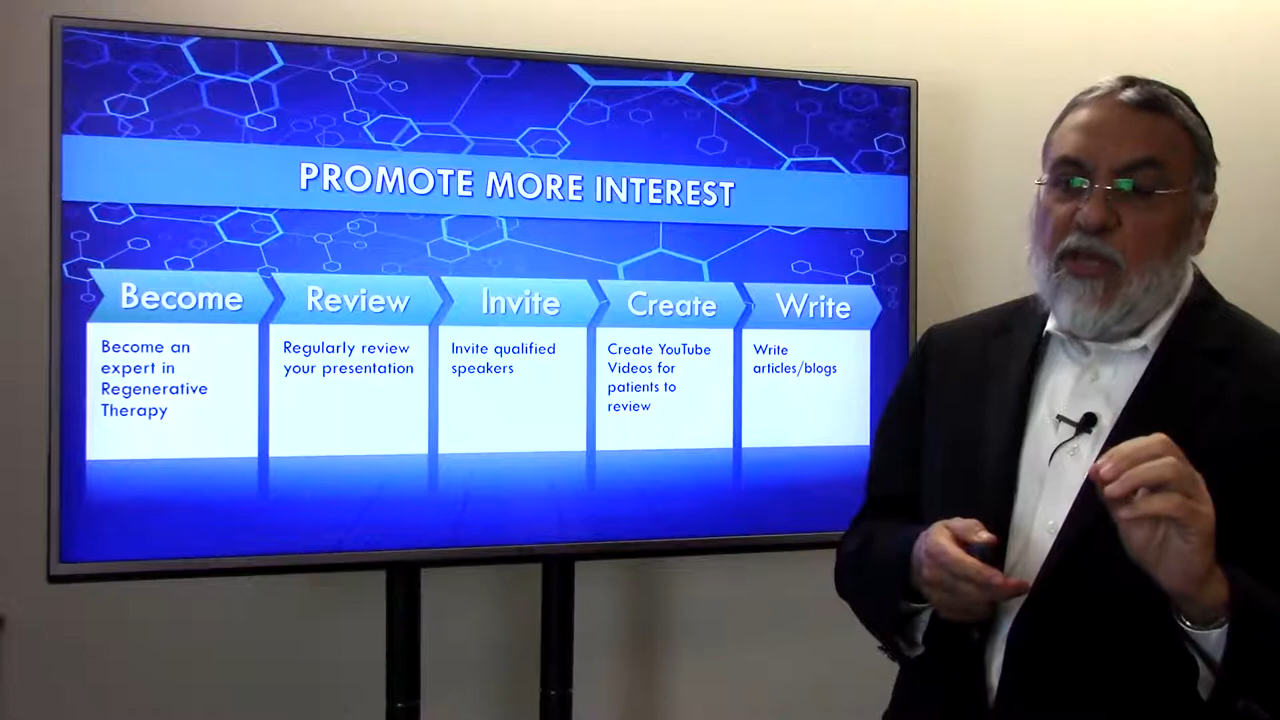 PROMOTE MORE INTEREST
Become
Become an
expert in
Regenerative
Therapy
Review
Regularly review
your presentation
Invite
Invite qualified
speakers
Create
Create YouTube
Videos for
patients to
review
Write
Write
articles/blogs